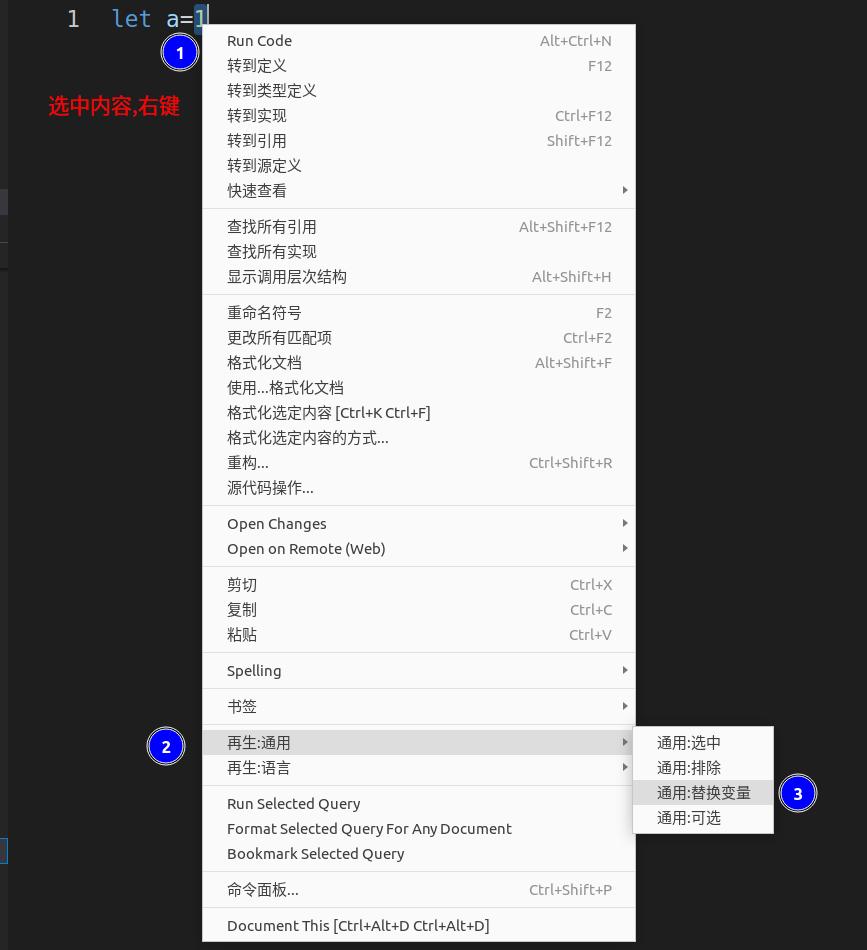 1 let a=1
1
Run Code Alt+Ctrl+N
转到定义 F12
选中内容,右键
转到类型定义
转到实现 Ctrl+F12
转到引用 Shift+F12
转到源定义
快速查看
查找所有引用 Alt+Shift+F12
查找所有实现
显示调用层次结构 Alt+Shift+H
重命名符号 F2
更改所有匹配项 Ctrl+F2
格式化文档 Alt+Shift+F
使用...格式化文档
格式化选定内容 [Ctrl+K Ctrl+F]
格式化选定内容的方式...
重构... Ctrl+Shift+R
源代码操作...
Open Changes
Open on Remote (Web)
剪切 Ctrl+X
复制 Ctrl+C
粘贴 Ctrl+V
Spelling
书签
2
再生:通用
再生:语言
通用:选中
通用:排除
通用:替换变量
3
通用:可选
Run Selected Query
Format Selected Query For Any Document
Bookmark Selected Query
命令面板... Ctrl+Shift+P
Document This [Ctrl+Alt+D Ctrl+Alt+D]